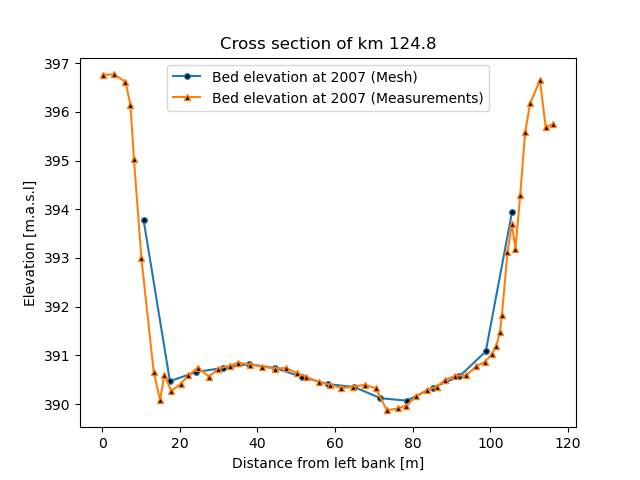 Cross section of km 124.8
Bed elevation at 2007 (Mesh)
Bed elevation at 2007 (Measurements)
Elevation [m.a.s.l]
397
396
395
394
393
392
391
390
0 20 40 60 80 100 120
Distance from left bank [m]